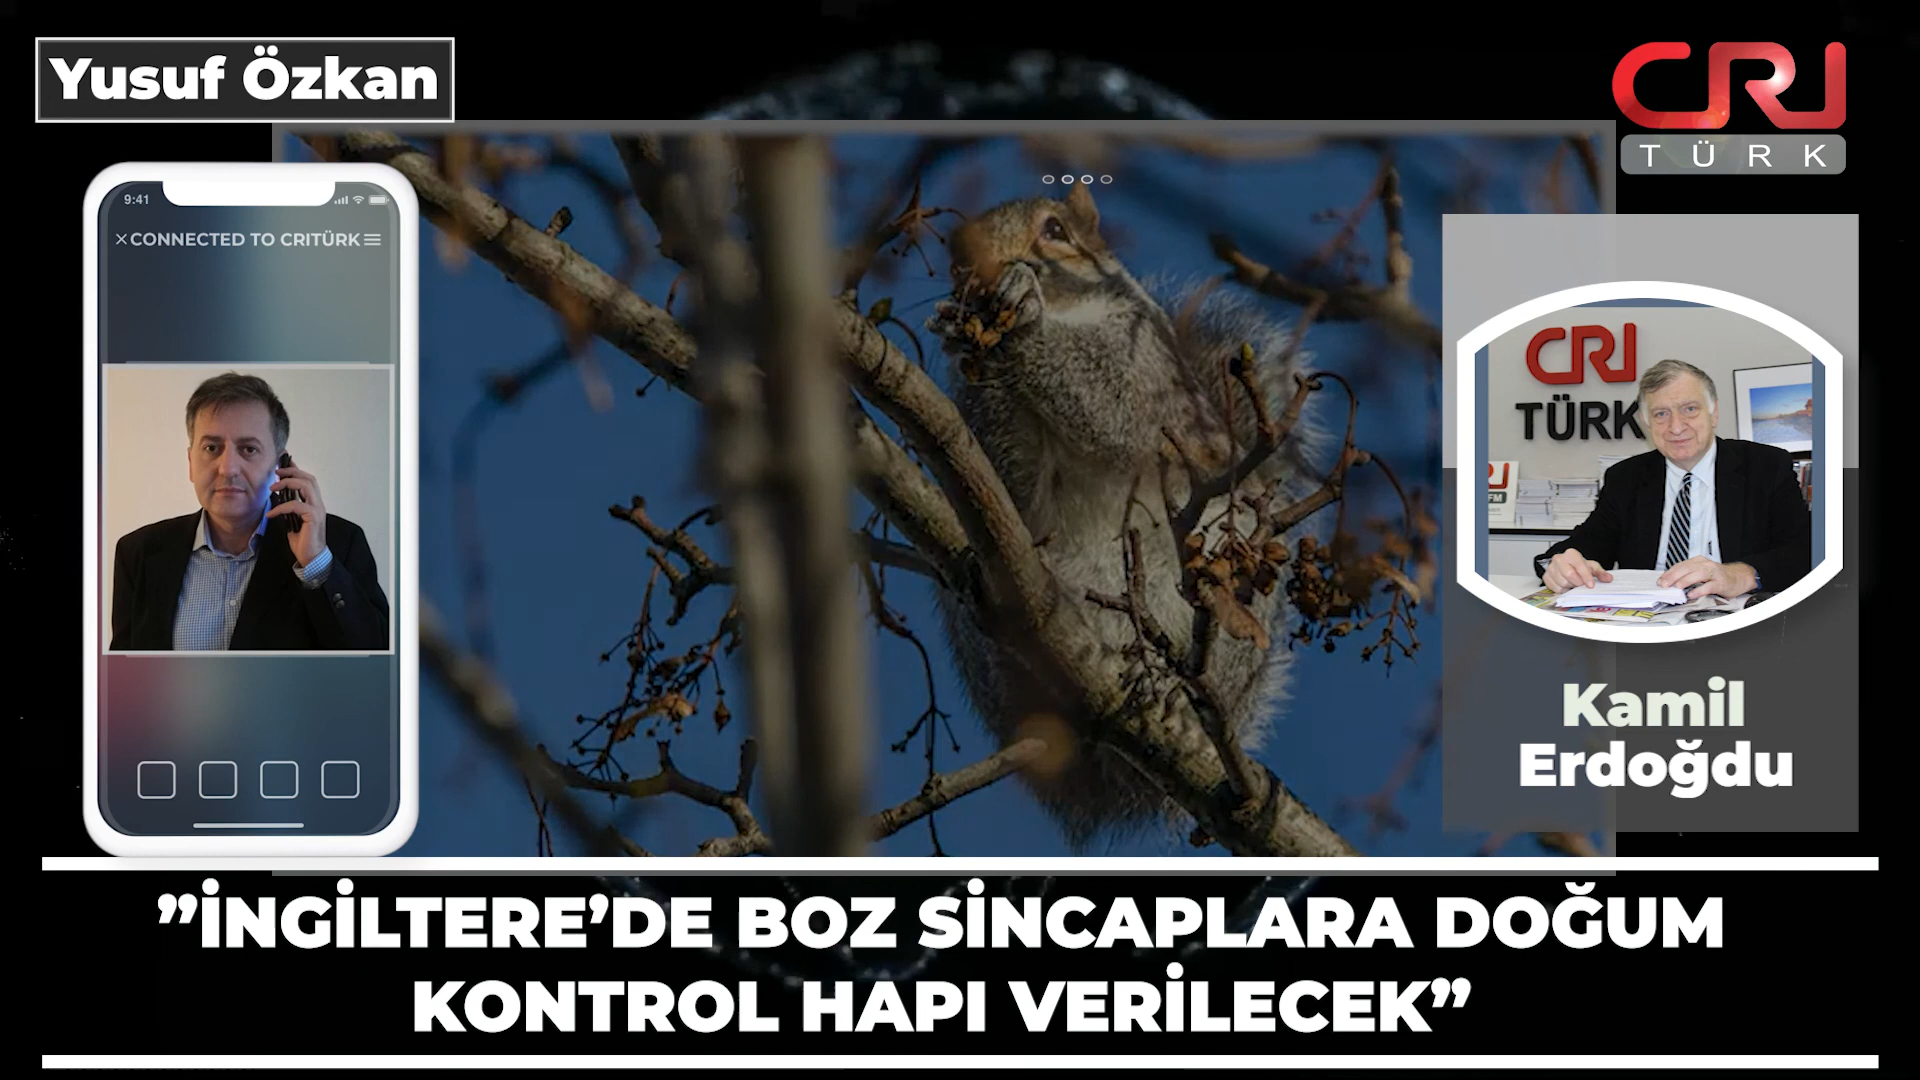 Yusuf Özkan
CRI
TÜRK
9:41
CONNECTED TO CRITÜRK
CRI
TÜRK
FM
Kamil
Erdoğdu
”İNGİLTERE’DE BOZ SİNCAPLARA DOĞUM
KONTROL HAPI VERİLECEK”